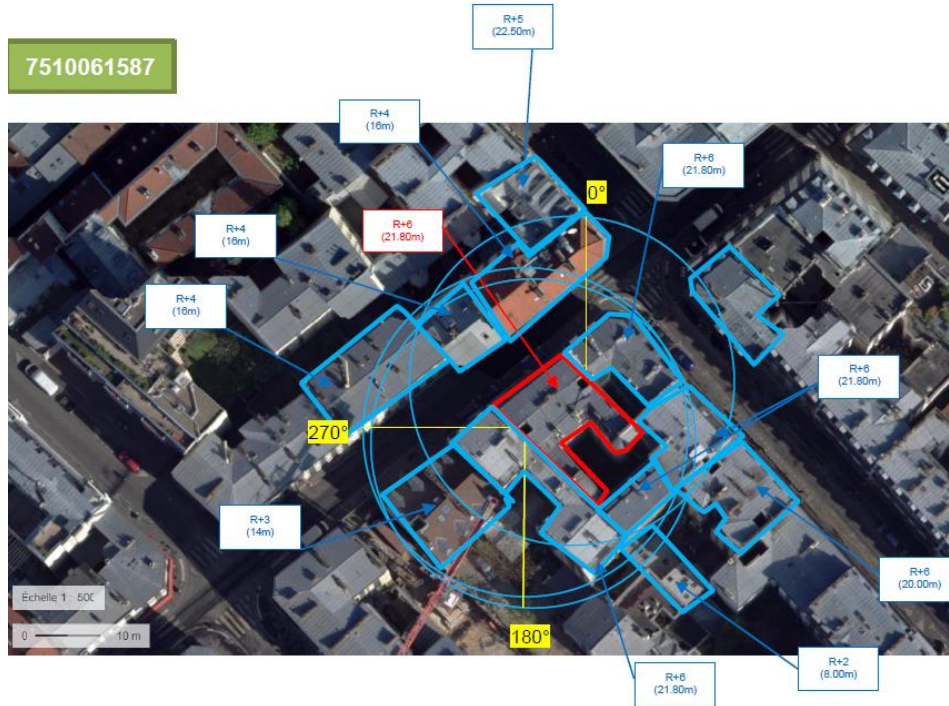 R+5
(22.50m)
7510061587
R+4
(16m)
R+6
(21.80m)
0°
R+4
(16m)
R+6
(21.80m)
R+4
(16m)
R+6
(21.80m)
270°
R+3
(14m)
R+6
(20.00m)
Échelle 1 : 500
0 10 m
180°
R+2
(8.00m)
R+6
(21.80m)